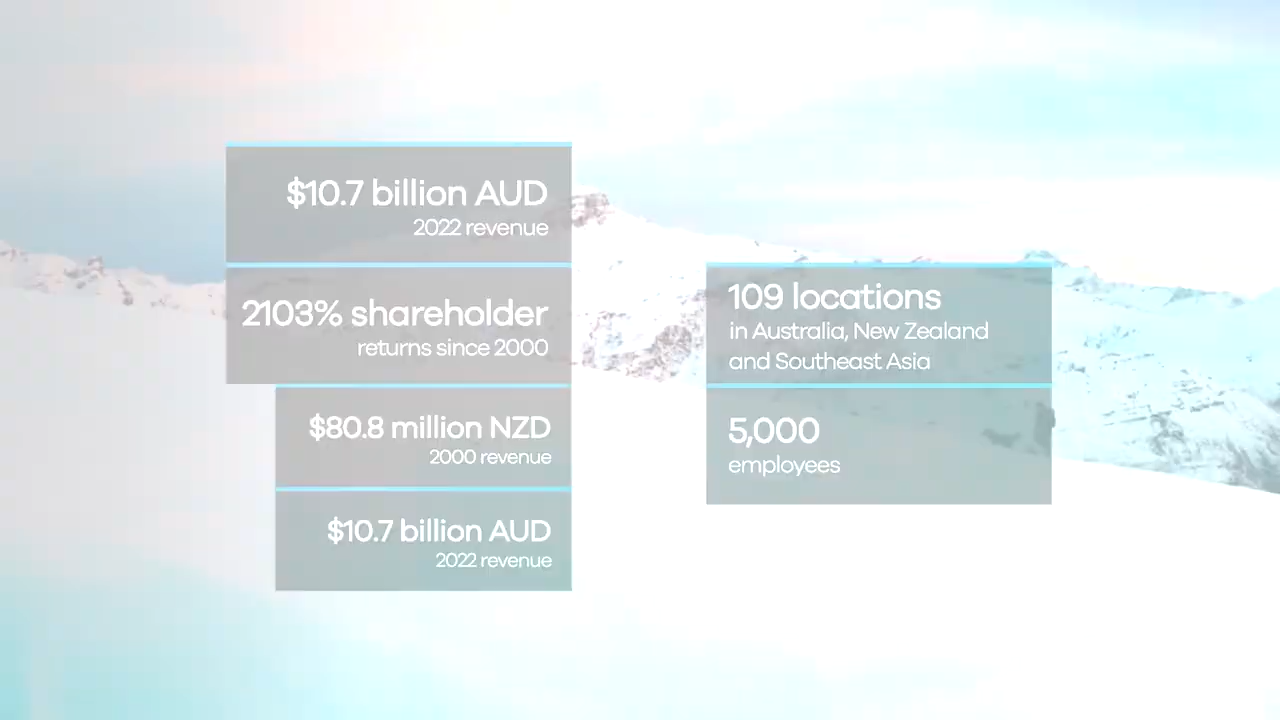 $10.7 billion AUD
2022 revenue
2103% shareholder
returns since 2000
$80.8 million NZD
2000 revenue
$10.7 billion AUD
2022 revenue
109 locations
in Australia, New Zealand
and Southeast Asia
5,000
employees